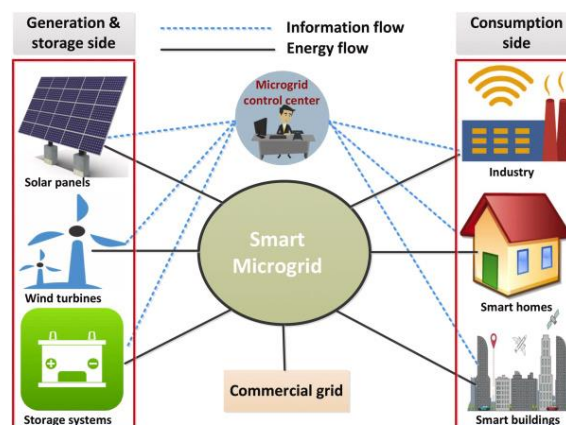 Generation &
storage side
Information flow
Energy flow
Consumption
side
Microgrid
control center
Solar panels
Industry
Smart
Microgrid
Wind turbines
Smart homes
Commercial grid
Storage systems
Smart buildings